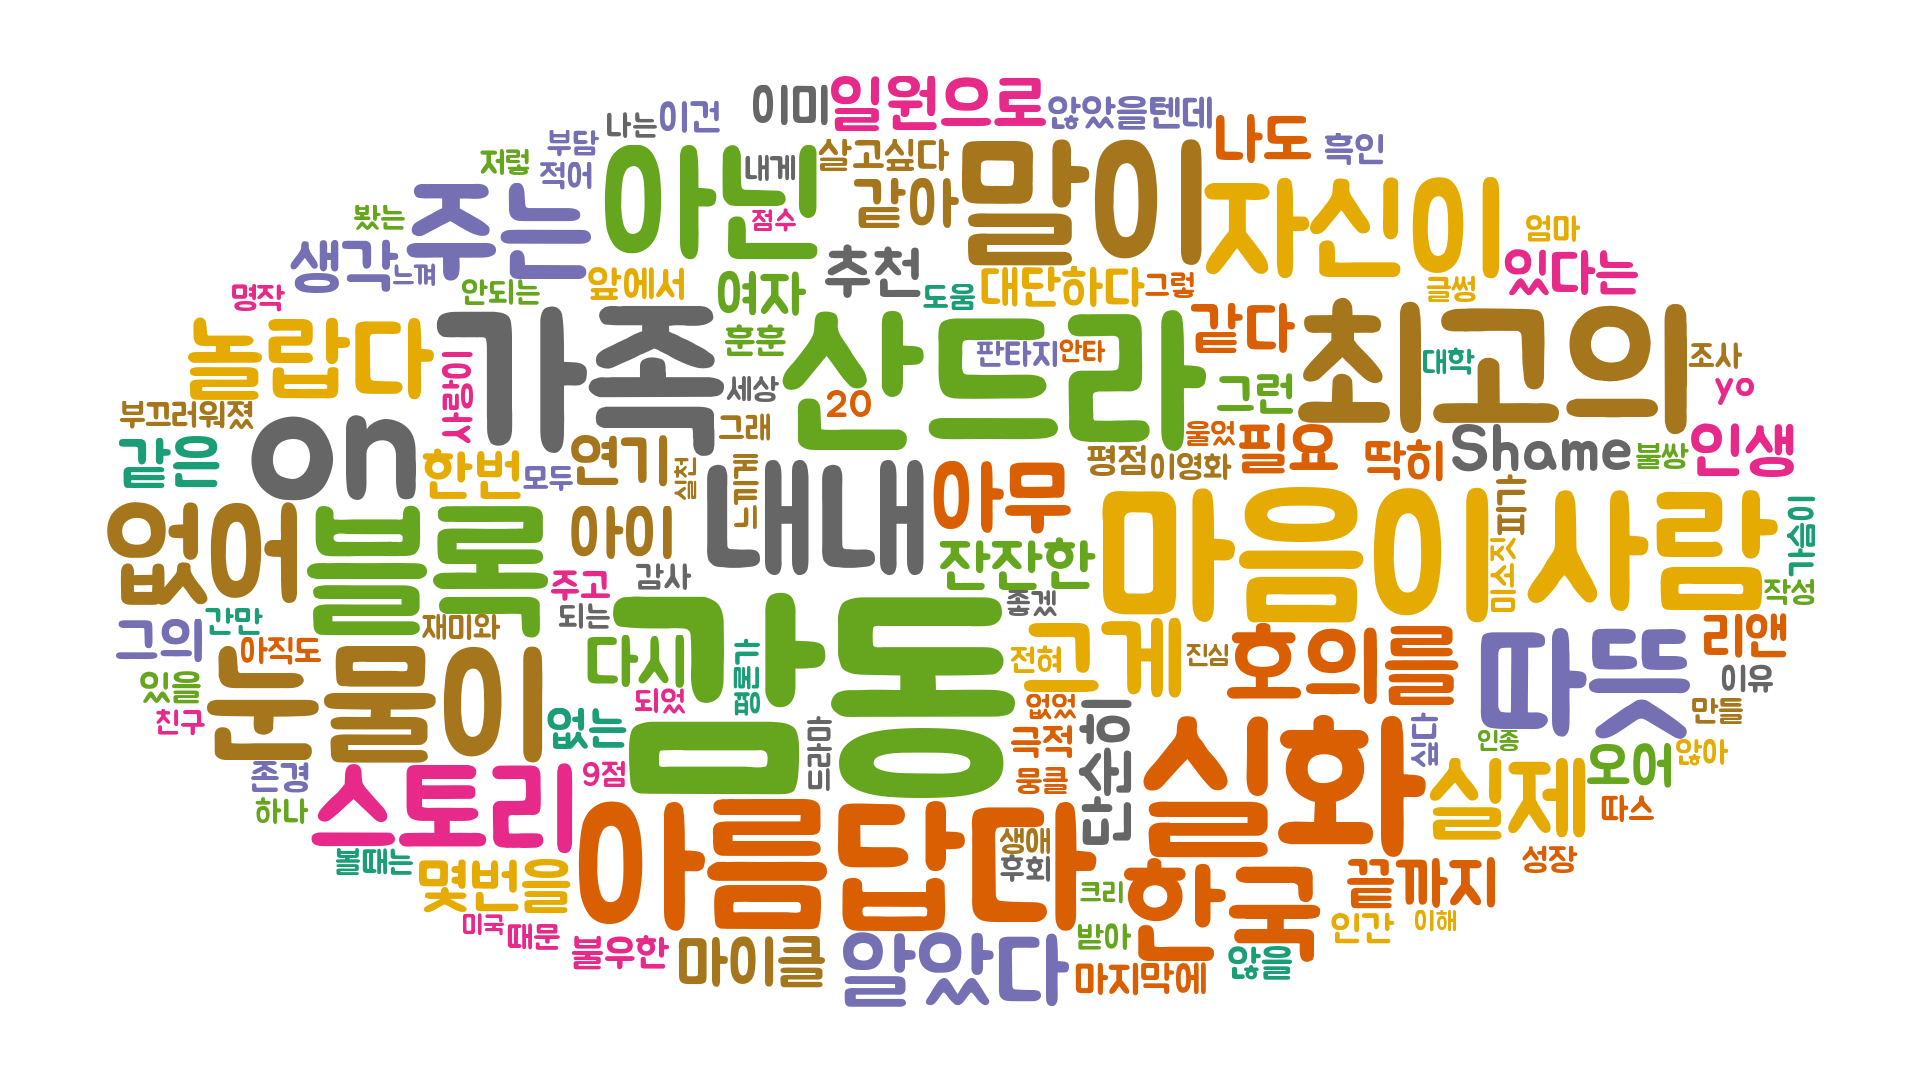 이미
일원으로
않았을텐데
나는
이건
부담
나도
흑인
저렇
적어
아닌
내게
살고싶다
말이
같아
자신이
주는
봤는
점수
엄마
생각
느껴
앞에서
여자
추천
도움
대단하다
그렇
글썽
있다는
명작
안되는
놀랍다
가족
훈훈
산드라
판타지
안타
같다
최고의
대학
조사
yo
사랑이
세상
20
그런
부끄러워졌
그래
같은
on
한번
모두
연기
실천
느끼게
내내
아무
울었
평점
이영화
필요
딱히
Shame
불쌍
인생
없어
블록
아이
잔잔한
마음이
피가
미소짓
사람
가슴이
작성
주고
감사
되는
좋겠
간만
그의
아직도
재미와
눈물이
다시
되었
평론가
감동
전혀
그게
진심
호의를
따뜻
리앤
이유
만들
있을
친구
없는
없었
극적
뭉클
단순히
드라마
실화
인종
오어
않아
존경
하나
스토리
9점
실제
따스
볼때는
몇번을
아름답다
생애
후회
크리
한국
끝까지
성장
미국
때문
불우한
마이클
알았다
받아
마지막에
않을
인간
이해